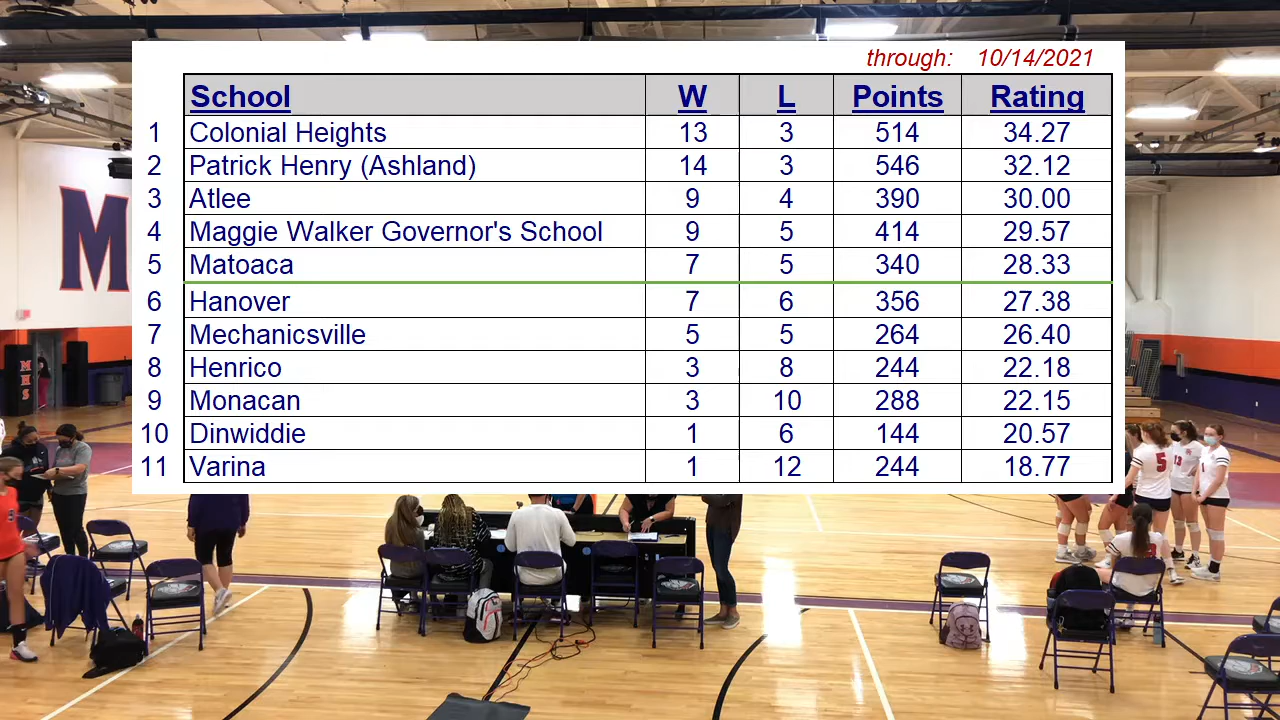 through: 10/14/2021
School W L Points Rating
1 Colonial Heights 13 3 514 34.27
2 Patrick Henry (Ashland) 14 3 546 32.12
3 Atlee 9 4 390 30.00
4 Maggie Walker Governor's School 9 5 414 29.57
5 Matoaca 7 5 340 28.33
6 Hanover 7 6 356 27.38
7 Mechanicsville 5 5 264 26.40
8 Henrico 3 8 244 22.18
9 Monacan 3 10 288 22.15
10 Dinwiddie 1 6 144 20.57
11 Varina 1 12 244 18.77
M
M
H
S
5
13
1